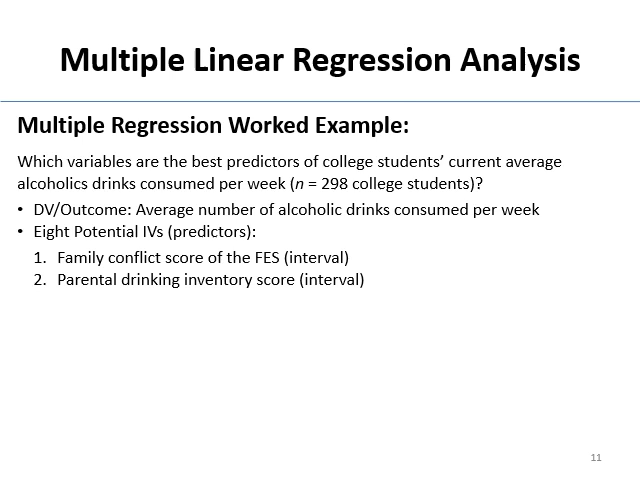 Multiple Linear Regression Analysis
Multiple Regression Worked Example:
Which variables are the best predictors of college students’ current average
alcoholics drinks consumed per week (n = 298 college students)?
• DV/Outcome: Average number of alcoholic drinks consumed per week
• Eight Potential IVs (predictors):
1. Family conflict score of the FES (interval)
2. Parental drinking inventory score (interval)
11